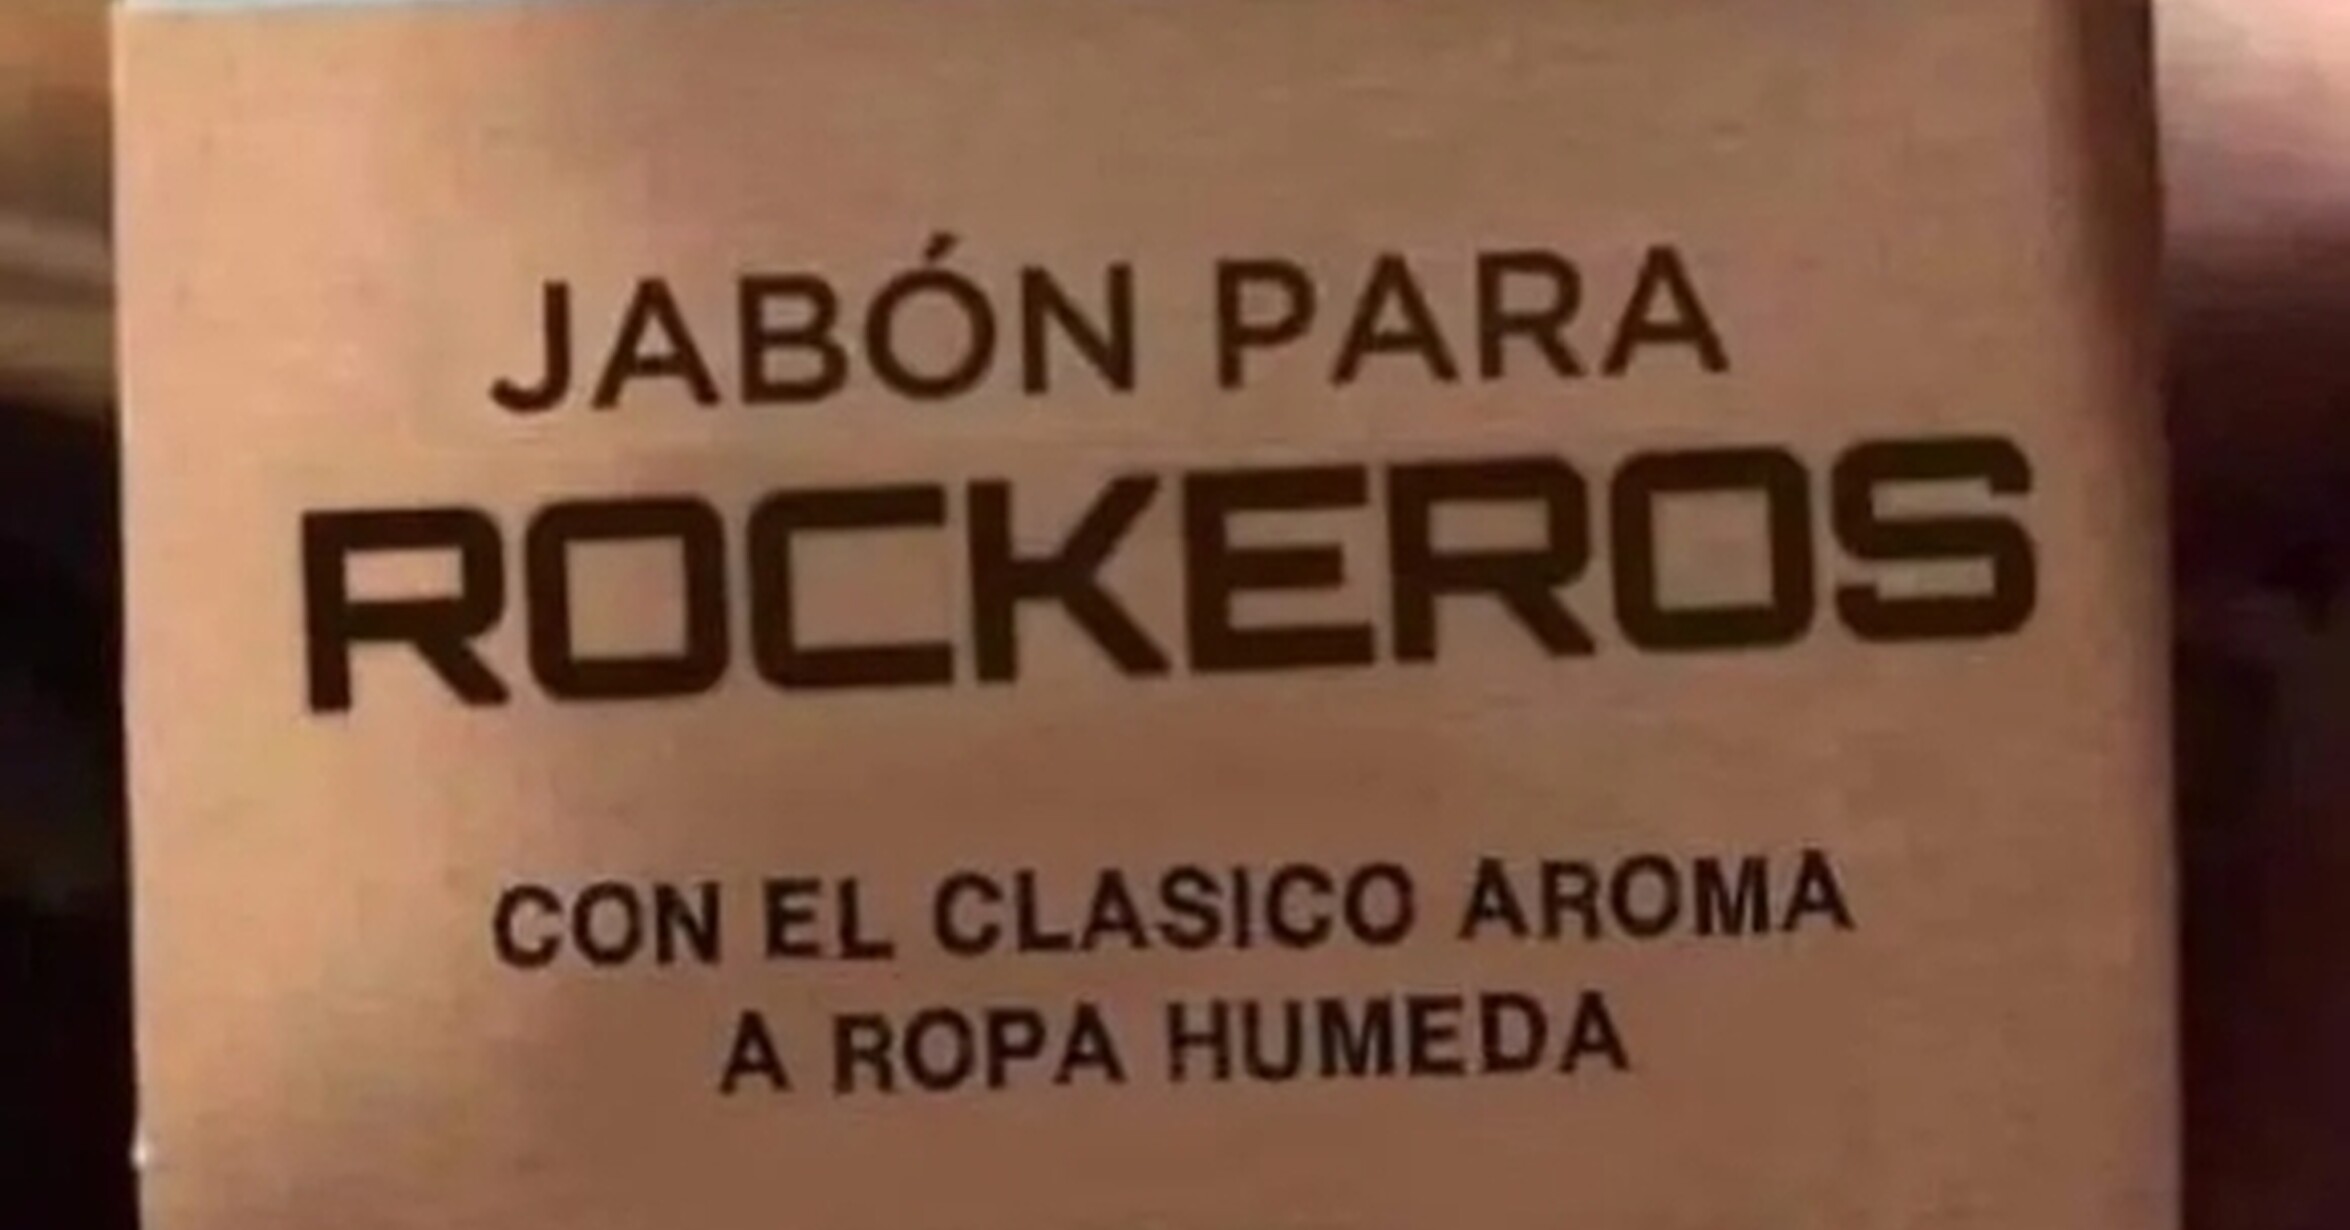 JABÓN PARA
ROCKEROS
CON EL CLASICO AROMA
A ROPA HUMEDA